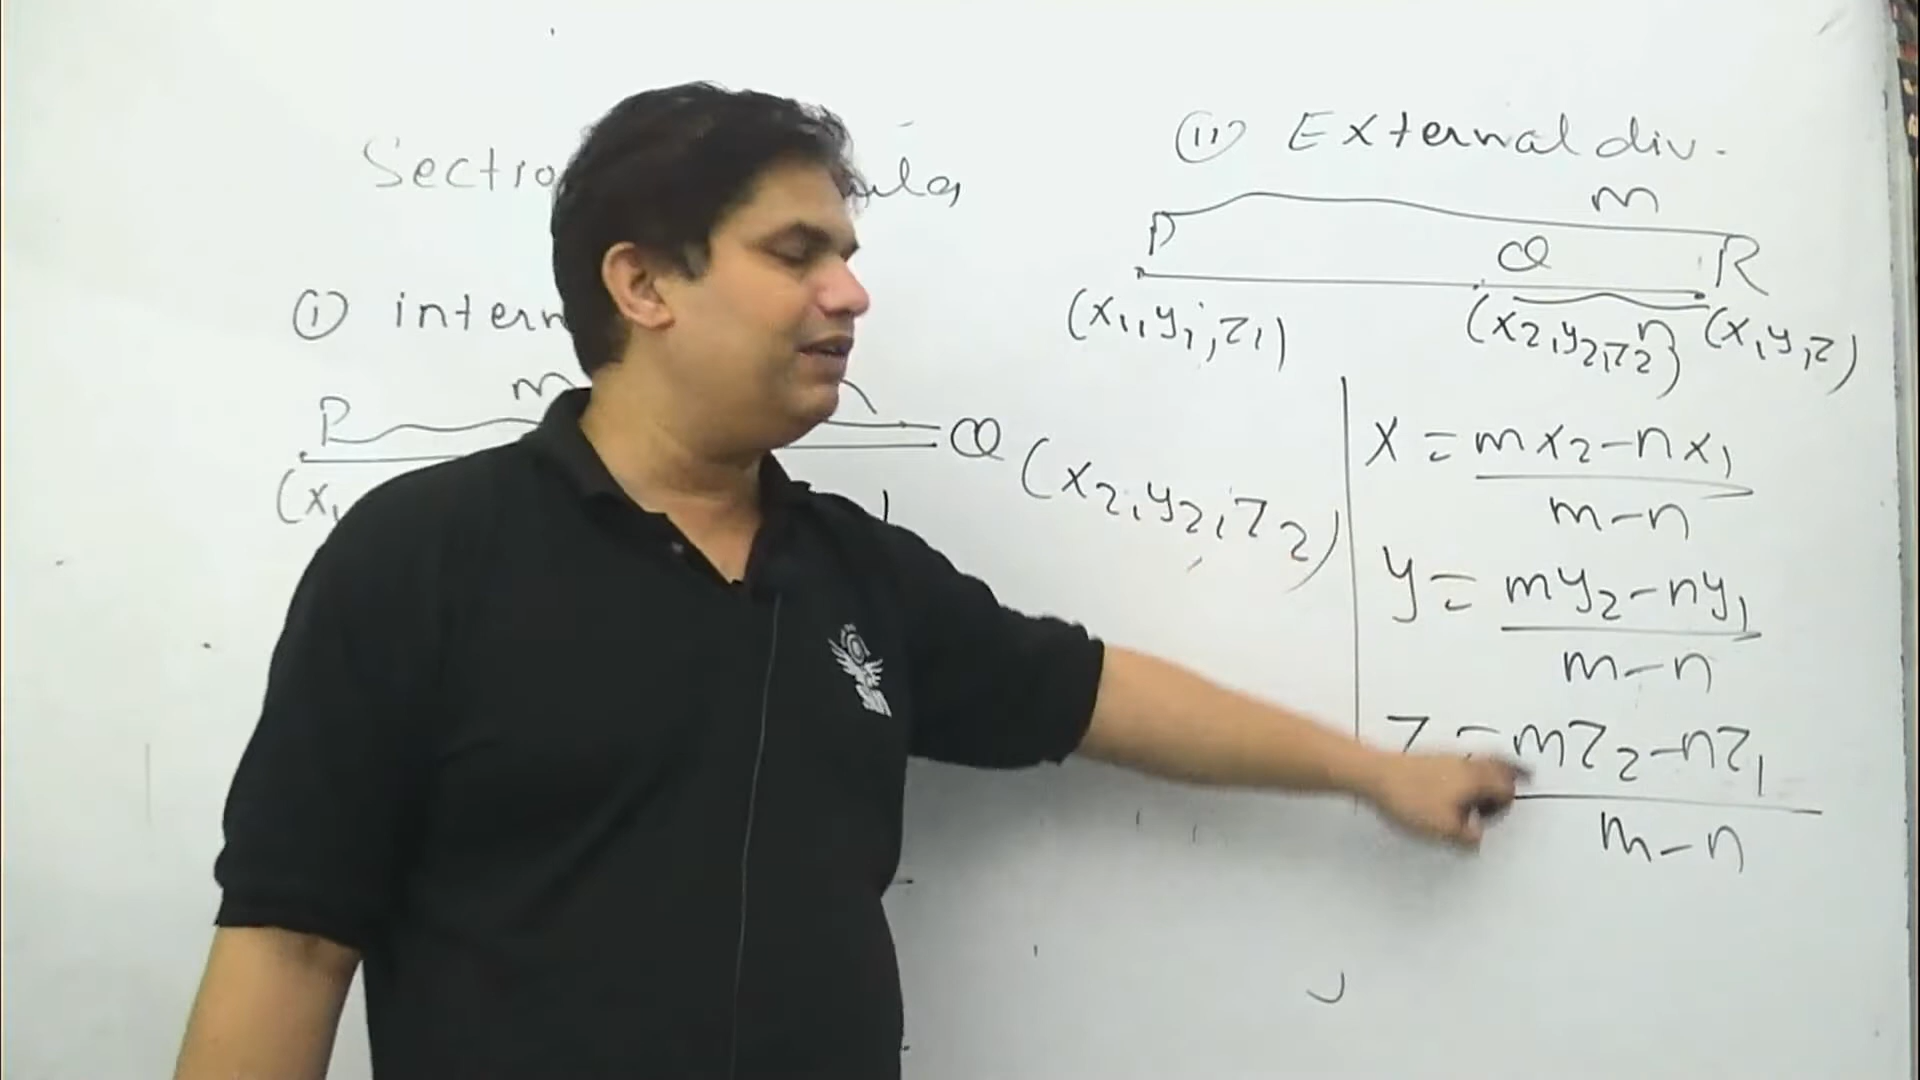 (i) intern
P m Q
(x1 (x2, y2, z2)
(ii) External div.
m
P Q R
n
(x1, y1, z1) (x2, y2, z2) (x, y, z)
x = mx2 - nx1
m - n
y = my2 - ny1
m - n
z = mz2 - nz1
m - n